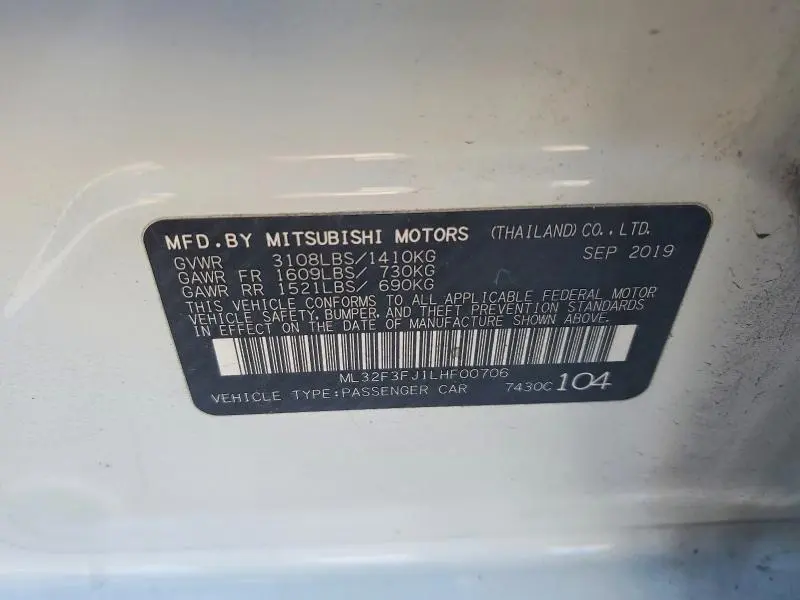 MFD.BY MITSUBISHI MOTORS (THAILAND)CO.,LTD.
GVWR 3108LBS/1410KG SEP 2019
GAWR FR 1609LBS/ 730KG
GAWR RR 1521LBS/ 690KG
THIS VEHICLE CONFORMS TO ALL APPLICABLE FEDERAL MOTOR
VEHICLE SAFETY, BUMPER, AND THEFT PREVENTION STANDARDS
IN EFFECT ON THE DATE OF MANUFACTURE SHOWN ABOVE.
ML32F3FJ1LHF00706
VEHICLE TYPE:PASSENGER CAR 7430C 104